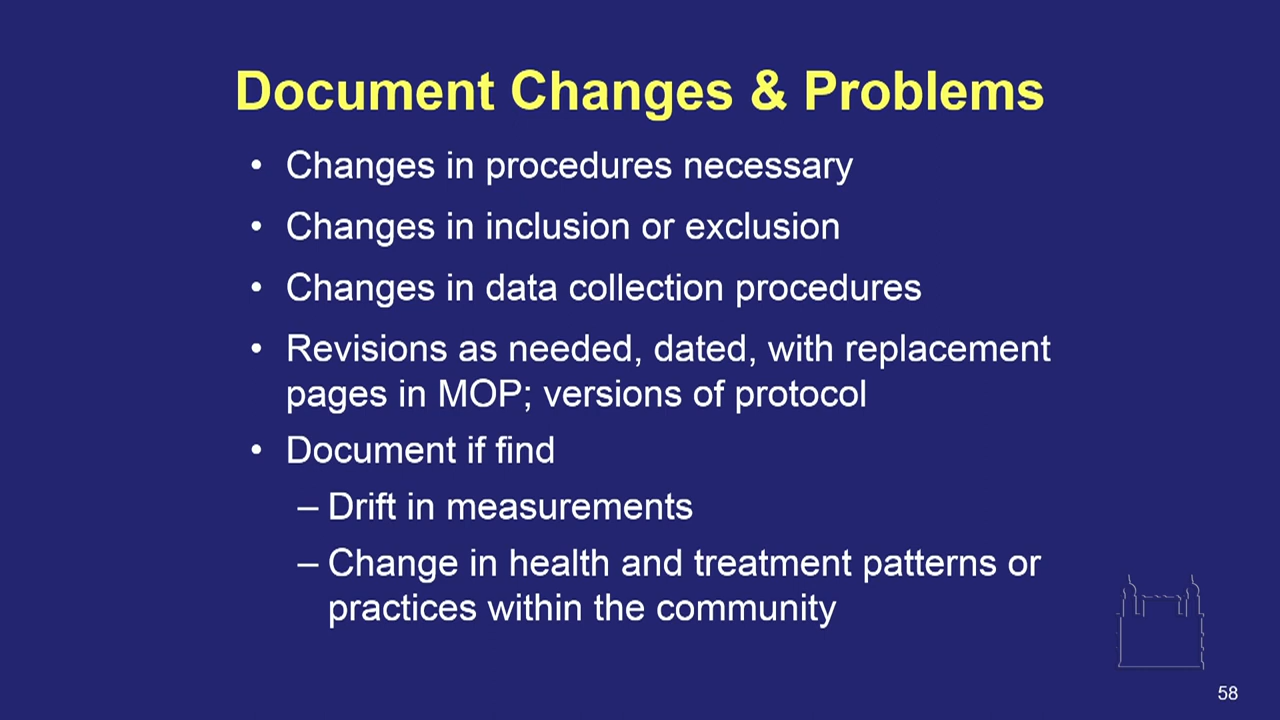 Document Changes & Problems
• Changes in procedures necessary
• Changes in inclusion or exclusion
• Changes in data collection procedures
• Revisions as needed, dated, with replacement
pages in MOP; versions of protocol
• Document if find
– Drift in measurements
– Change in health and treatment patterns or
practices within the community
58